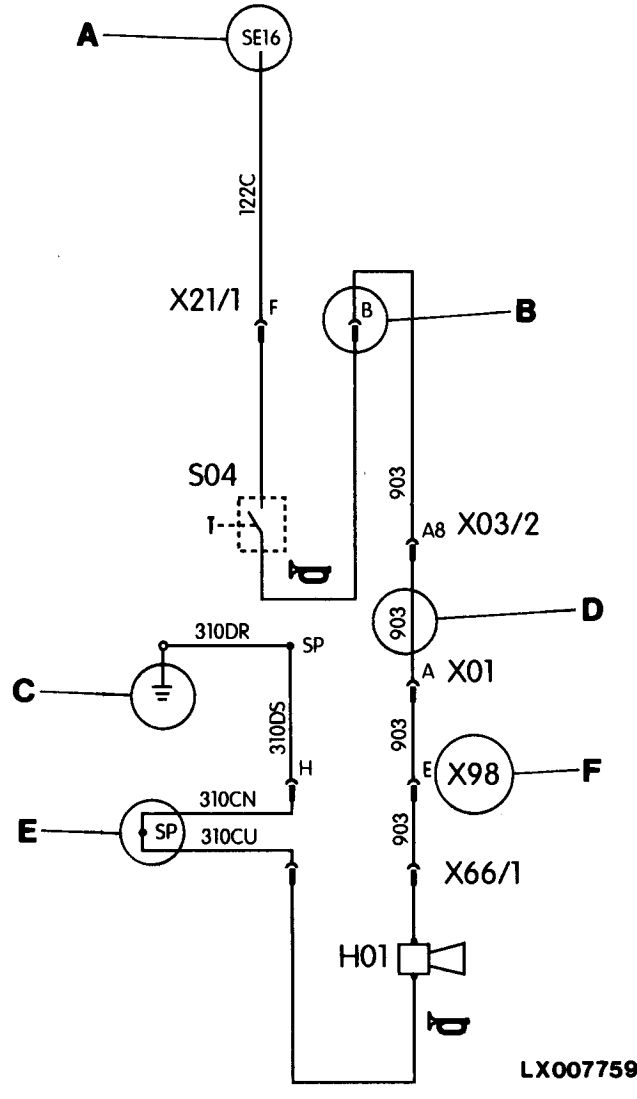 A
SE16
122C
X21/1 F
B
B
S04
903
A8 X03/2
903
D
310DR
SP
A X01
C
310DS
903
H
E X98
F
310CN
E
SP
310CU
903
X66/1
H01
LX007759